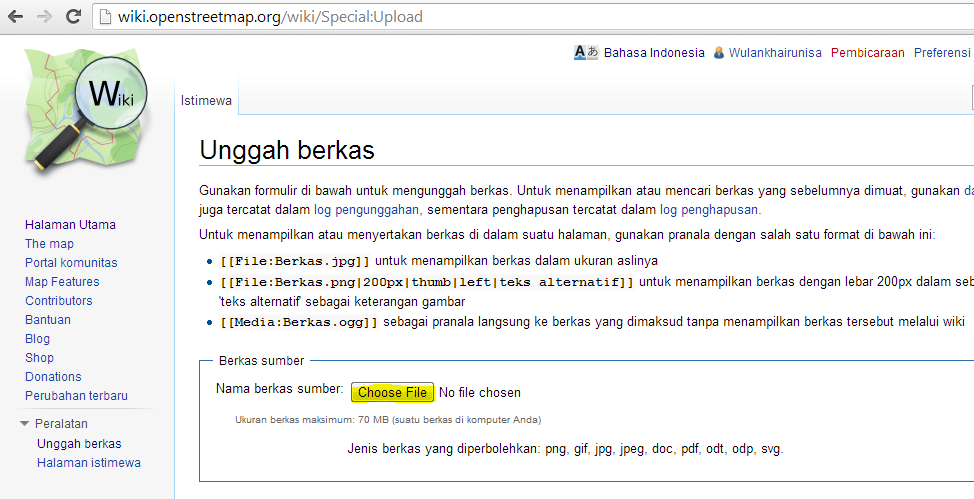 wiki.openstreetmap.org/wiki/Special:Upload
Wiki
Aあ Bahasa Indonesia Wulankhairunisa Pembicaraan Preferensi
Istimewa
Unggah berkas
Gunakan formulir di bawah untuk mengunggah berkas. Untuk menampilkan atau mencari berkas yang sebelumnya dimuat, gunakan da
juga tercatat dalam log pengunggahan, sementara penghapusan tercatat dalam log penghapusan.
Untuk menampilkan atau menyertakan berkas di dalam suatu halaman, gunakan pranala dengan salah satu format di bawah ini:
[[File:Berkas.jpg]] untuk menampilkan berkas dalam ukuran aslinya
[[File:Berkas.png|200px|thumb|left|teks alternatif]] untuk menampilkan berkas dengan lebar 200px dalam seb
'teks alternatif' sebagai keterangan gambar
[[Media:Berkas.ogg]] sebagai pranala langsung ke berkas yang dimaksud tanpa menampilkan berkas tersebut melalui wiki
Halaman Utama
The map
Portal komunitas
Map Features
Contributors
Bantuan
Blog
Shop
Donations
Perubahan terbaru
Peralatan
Unggah berkas
Halaman istimewa
Berkas sumber
Nama berkas sumber: Choose File No file chosen
Ukuran berkas maksimum: 70 MB (suatu berkas di komputer Anda)
Jenis berkas yang diperbolehkan: png, gif, jpg, jpeg, doc, pdf, odt, odp, svg.